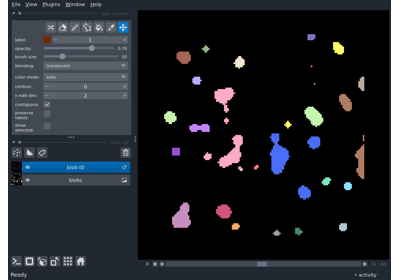 File View Plugins Window Help
label: 1
opacity: 0.70
brush size: 10
blending: translucent
color mode: auto
contour: 0
n edit dim: 2
contiguous:
preserve labels:
show selected:
blob ID
blobs
0
Ready
activity